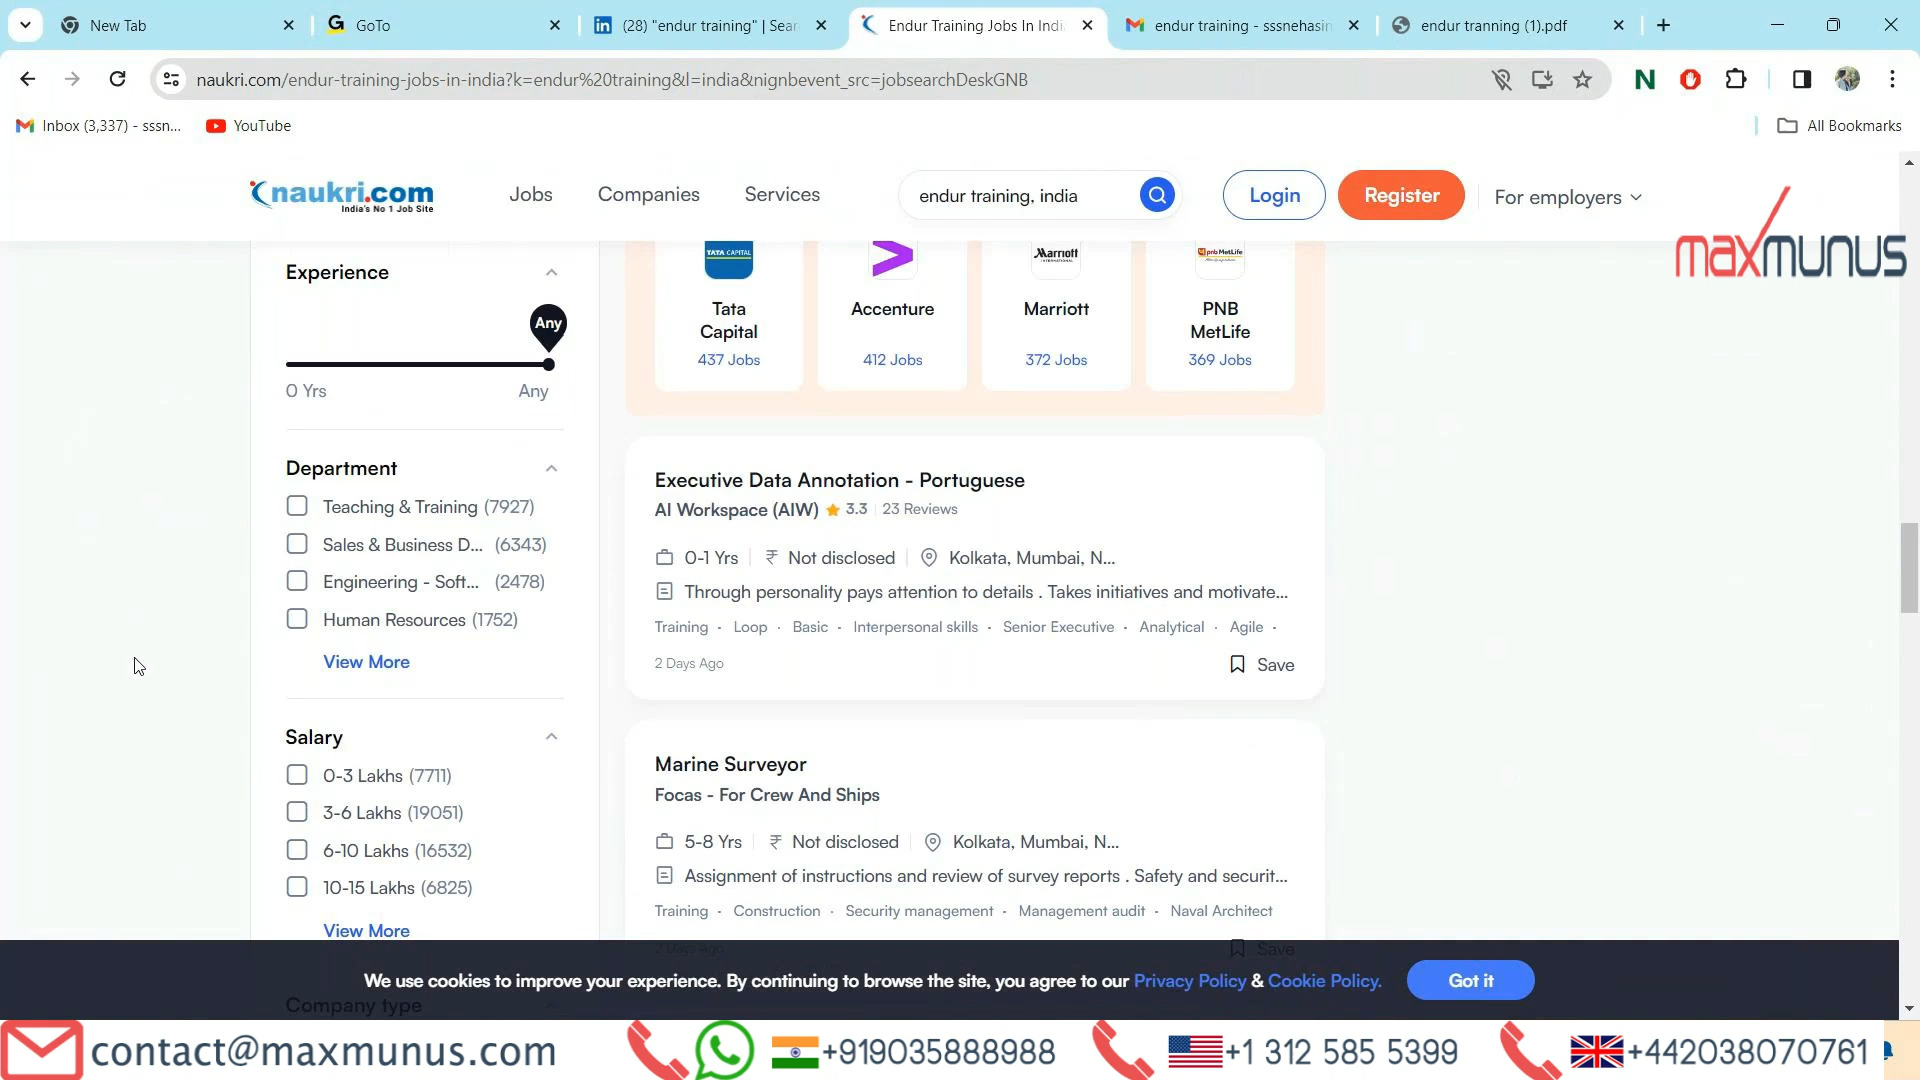 New Tab
GoTo
(28) "endur training" | Sear
Endur Training Jobs In Indi
endur training - sssnehasin
endur tranning (1).pdf
naukri.com/endur-training-jobs-in-india?k=endur%20training&l=india&nignbevent_src=jobsearchDeskGNB
Inbox (3,337) - sssn...
YouTube
All Bookmarks
naukri.com
India's No 1 Job Site
Jobs
Companies
Services
endur training, india
Login
Register
For employers
maxmunus
Experience
Any
0 Yrs
Any
Department
Teaching & Training (7927)
Sales & Business D... (6343)
Engineering - Soft... (2478)
Human Resources (1752)
View More
Salary
0-3 Lakhs (7711)
3-6 Lakhs (19051)
6-10 Lakhs (16532)
10-15 Lakhs (6825)
View More
Company type
TATA CAPITAL
Tata Capital
437 Jobs
Accenture
412 Jobs
Marriott
INTERNATIONAL
Marriott
372 Jobs
pnb MetLife
PNB MetLife
369 Jobs
Executive Data Annotation - Portuguese
AI Workspace (AIW) 3.3 23 Reviews
0-1 Yrs ₹ Not disclosed Kolkata, Mumbai, N...
Through personality pays attention to details . Takes initiatives and motivate...
Training · Loop · Basic · Interpersonal skills · Senior Executive · Analytical · Agile ·
2 Days Ago
Save
Marine Surveyor
Focas - For Crew And Ships
5-8 Yrs ₹ Not disclosed Kolkata, Mumbai, N...
Assignment of instructions and review of survey reports . Safety and securit...
Training · Construction · Security management · Management audit · Naval Architect
2 Days Ago
Save
We use cookies to improve your experience. By continuing to browse the site, you agree to our Privacy Policy & Cookie Policy.
Got it
contact@maxmunus.com
+919035888988
+1 312 585 5399
+442038070761